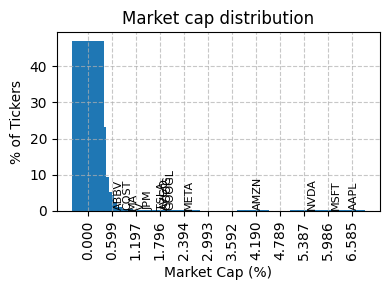 Market cap distribution
% of Tickers
40
30
20
10
0
ABBV
COST
MA
V
JPM
TSLA
GOOGL
META
AMZN
NVDA
MSFT
AAPL
0.000
0.599
1.197
1.796
2.394
2.993
3.592
4.190
4.789
5.387
5.986
6.585
Market Cap (%)